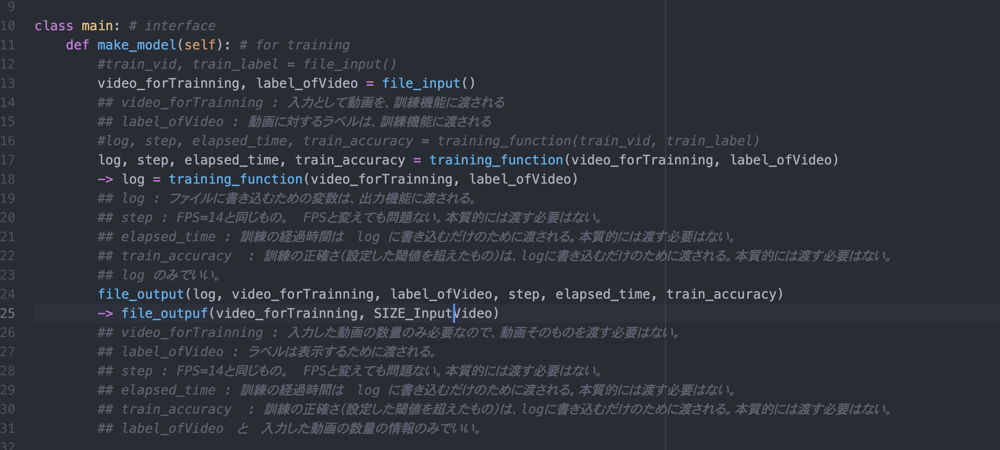 9
10 class main: # interface
11 def make_model(self): # for training
12 #train_vid, train_label = file_input()
13 video_forTrainning, label_ofVideo = file_input()
14 ## video_forTrainning : 入力として動画を、訓練機能に渡される
15 ## label_ofVideo : 動画に対するラベルは、訓練機能に渡される
16 #log, step, elapsed_time, train_accuracy = training_function(train_vid, train_label)
17 log, step, elapsed_time, train_accuracy = training_function(video_forTrainning, label_ofVideo)
18 -> log = training_function(video_forTrainning, label_ofVideo)
19 ## log : ファイルに書き込むための変数は、出力機能に渡される。
20 ## step : FPS=14と同じもの。 FPSと変えても問題ない。本質的には渡す必要はない。
21 ## elapsed_time : 訓練の経過時間は log に書き込むだけのために渡される。本質的には渡す必要はない。
22 ## train_accuracy : 訓練の正確さ(設定した閾値を超えたもの)は、logに書き込むだけのために渡される。本質的には渡す必要はない。
23 ## log のみでいい。
24 file_output(log, video_forTrainning, label_ofVideo, step, elapsed_time, train_accuracy)
25 -> file_outpuf(video_forTrainning, SIZE_InputVideo)
26 ## video_forTrainning : 入力した動画の数量のみ必要なので、動画そのものを渡す必要はない。
27 ## label_ofVideo : ラベルは表示するために渡される。
28 ## step : FPS=14と同じもの。 FPSと変えても問題ない。本質的には渡す必要はない。
29 ## elapsed_time : 訓練の経過時間は log に書き込むだけのために渡される。本質的には渡す必要はない。
30 ## train_accuracy : 訓練の正確さ(設定した閾値を超えたもの)は、logに書き込むだけのために渡される。本質的には渡す必要はない。
31 ## label_ofVideo と 入力した動画の数量の情報のみでいい。
32